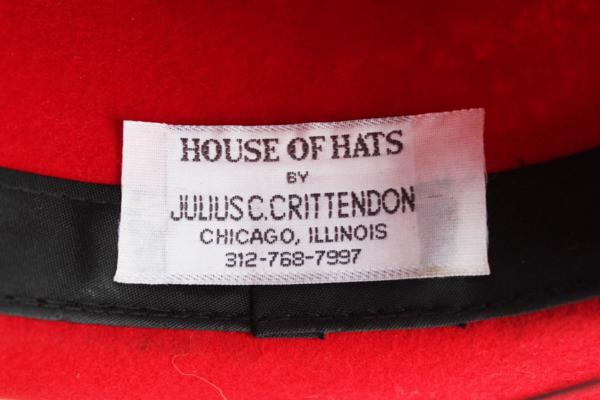 HOUSE OF HATS
BY
JULIUS C. CRITTENDON
CHICAGO, ILLINOIS
312-768-7997